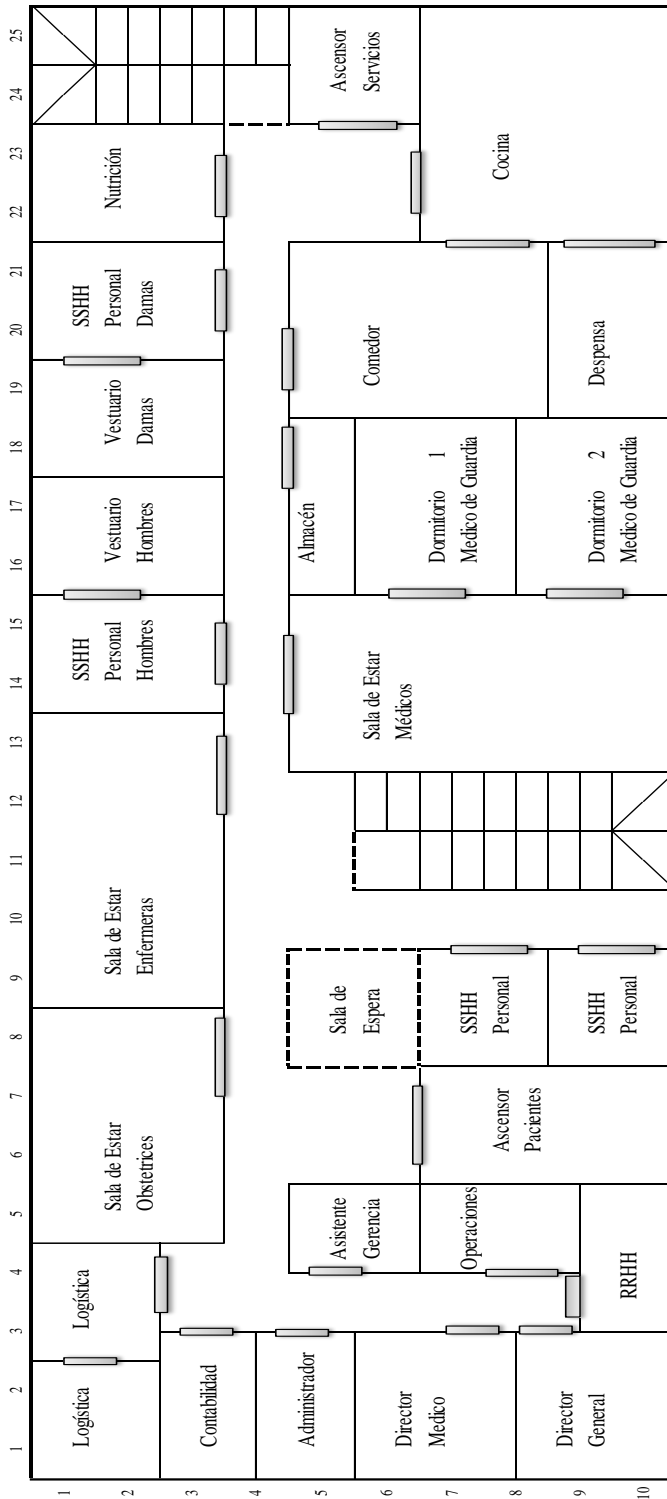 1 2 3 4 5 6 7 8 9 10 11 12 13 14 15 16 17 18 19 20 21 22 23 24 25
1 2 3 4 5 6 7 8 9 10
Logística
Logística
Sala de Estar
Obstetrices
Sala de Estar
Enfermeras
SSHH
Personal
Hombres
Vestuario
Hombres
Vestuario
Damas
SSHH
Personal
Damas
Nutrición
Contabilidad
Administrador
Asistente
Gerencia
Sala de
Espera
Sala de Estar
Médicos
Almacén
Comedor
Ascensor
Servicios
Director
Medico
Operaciones
Ascensor
Pacientes
SSHH
Personal
Dormitorio 1
Medico de Guardia
Cocina
Director
General
RRHH
SSHH
Personal
Dormitorio 2
Medico de Guardia
Despensa